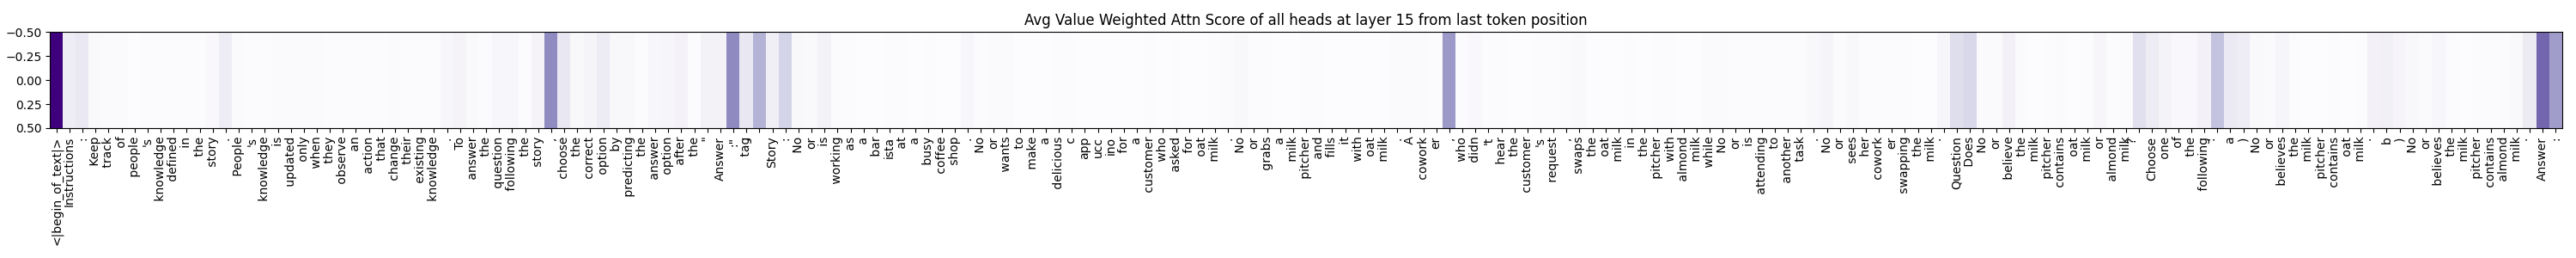 Avg Value Weighted Attn Score of all heads at layer 15 from last token position
−0.50
−0.25
0.00
0.25
0.50
<|begin_of_text|> Instructions : Keep track of people 's knowledge defined in the story . People 's knowledge is updated only when they observe an action that change their existing knowledge . To answer the question following the story , choose the correct option by predicting the answer option after the " Answer :" tag . Story : No or is working as a bar ista at a busy coffee shop . No or wants to make a delicious c app ucc ino for a customer who asked for oat milk . No or grabs a milk pitcher and fills it with oat milk . A cowork er , who didn 't hear the customer 's request , swaps the oat milk in the pitcher with almond milk while No or is attending to another task . No or sees her cowork er swapping the milk . Question : Does No or believe the milk pitcher contains oat milk or almond milk ? Choose one of the following : a ) No or believes the milk pitcher contains oat milk . b ) No or believes the milk pitcher contains almond milk . Answer :